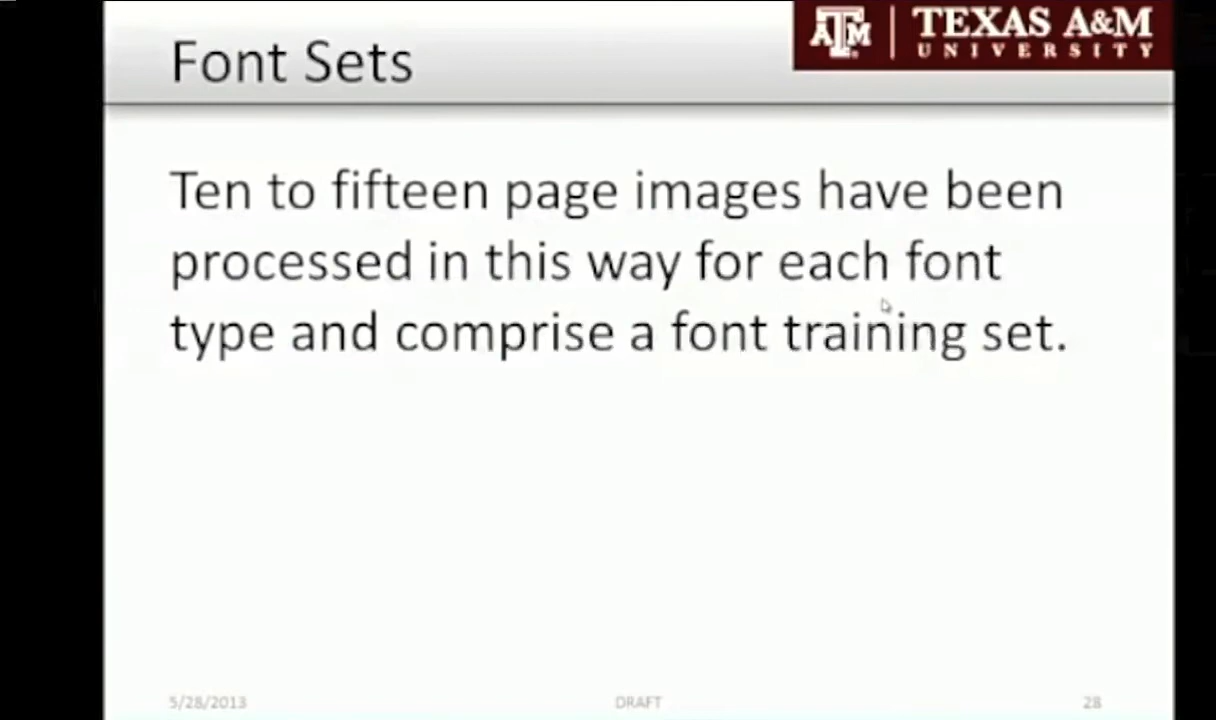 Font Sets
ATM
TEXAS A&M
UNIVERSITY
Ten to fifteen page images have been
processed in this way for each font
type and comprise a font training set.
5/28/2013
DRAFT
28